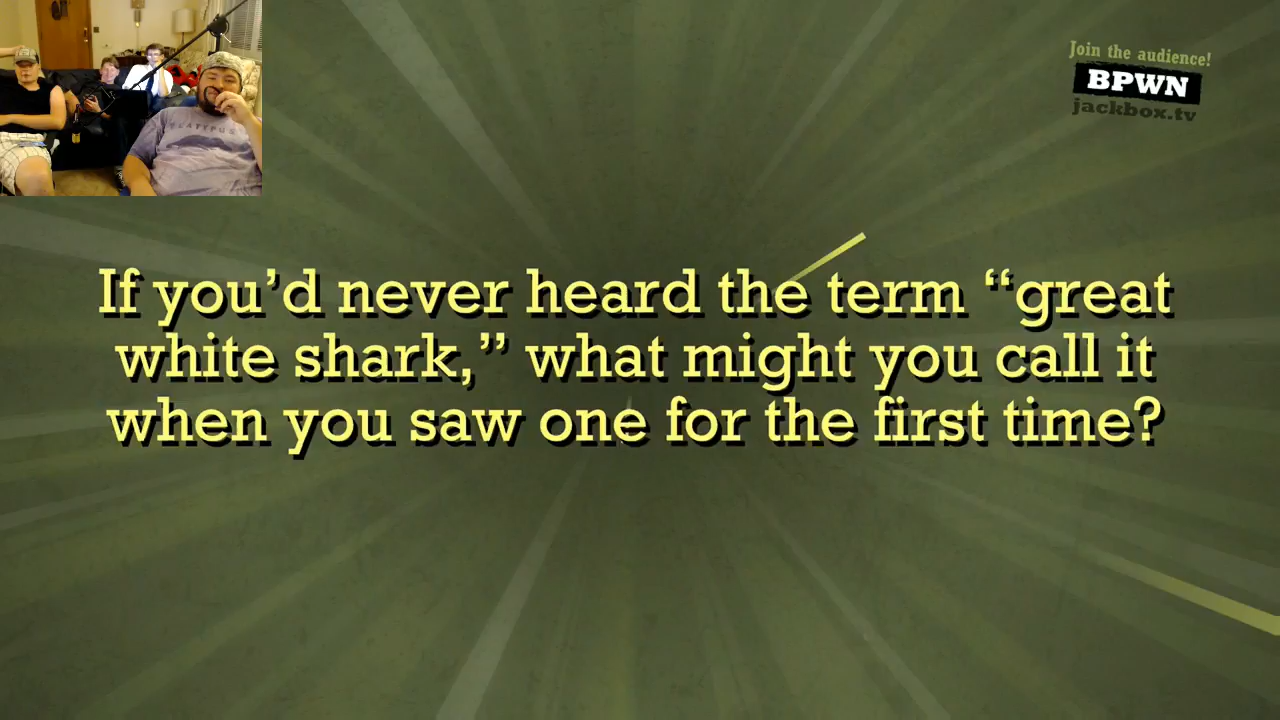 Join the audience!
BPWN
jackbox.tv
If you’d never heard the term “great
white shark,” what might you call it
when you saw one for the first time?